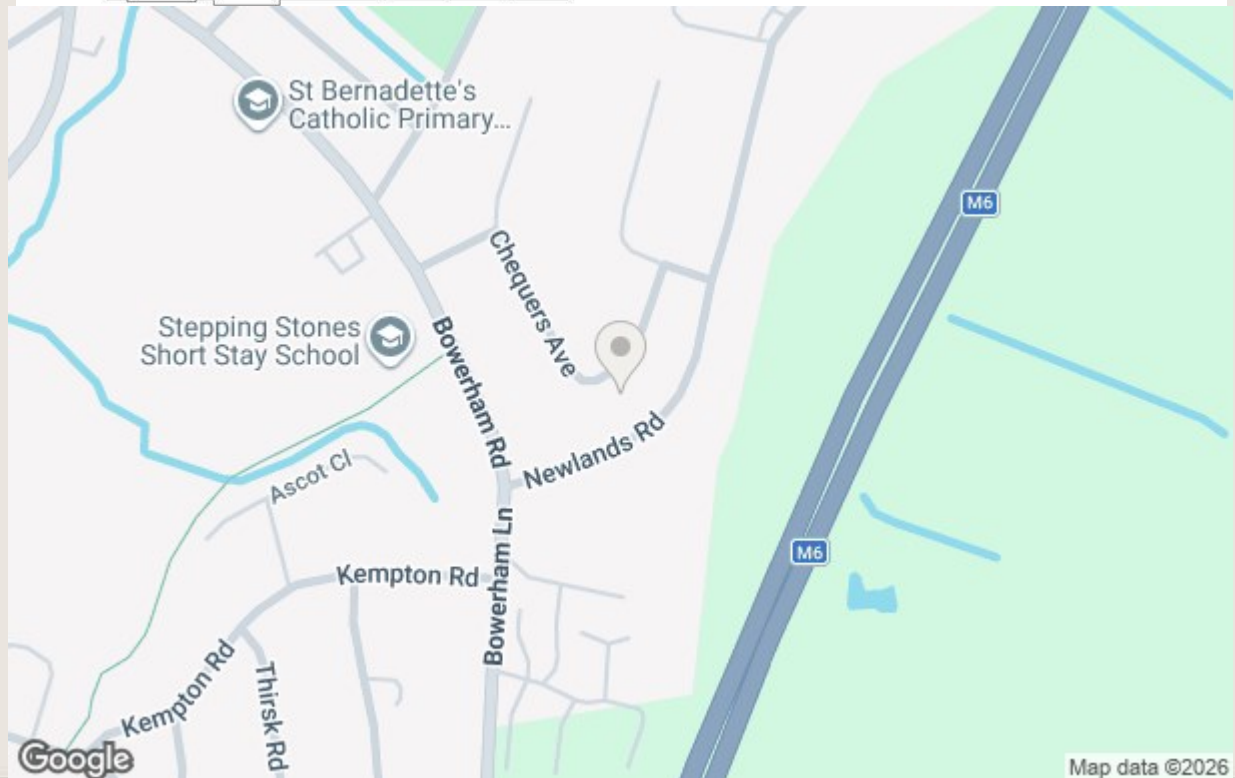 St Bernadette's
Catholic Primary...
M6
Chequers Ave
Stepping Stones
Short Stay School
Bowerham Rd
Newlands Rd
Ascot Cl
Bowerham Ln
M6
Kempton Rd
Kempton Rd
Thirsk Rd
Google
Map data ©2026